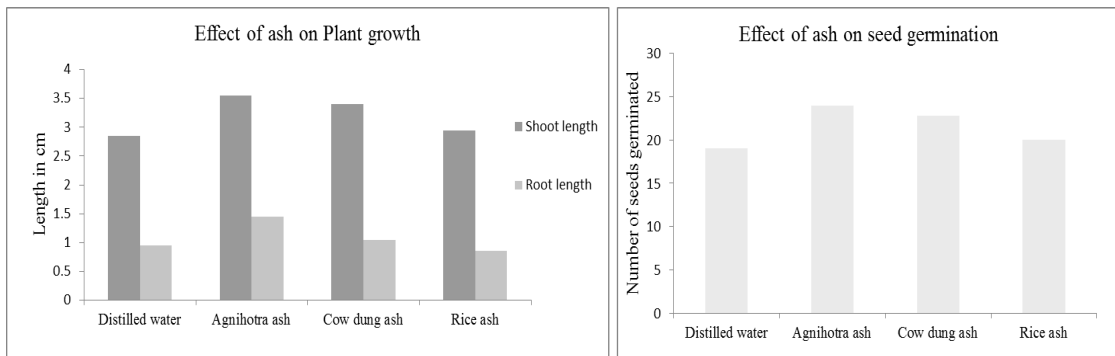 Effect of ash on Plant growth
4
3.5
3
2.5
2
1.5
1
0.5
0
Length in cm
Distilled water Agnihotra ash Cow dung ash Rice ash
Shoot length
Root length
Effect of ash on seed germination
30
25
20
15
10
5
0
Number of seeds germinated
Distilled water Agnihotra ash Cow dung ash Rice ash